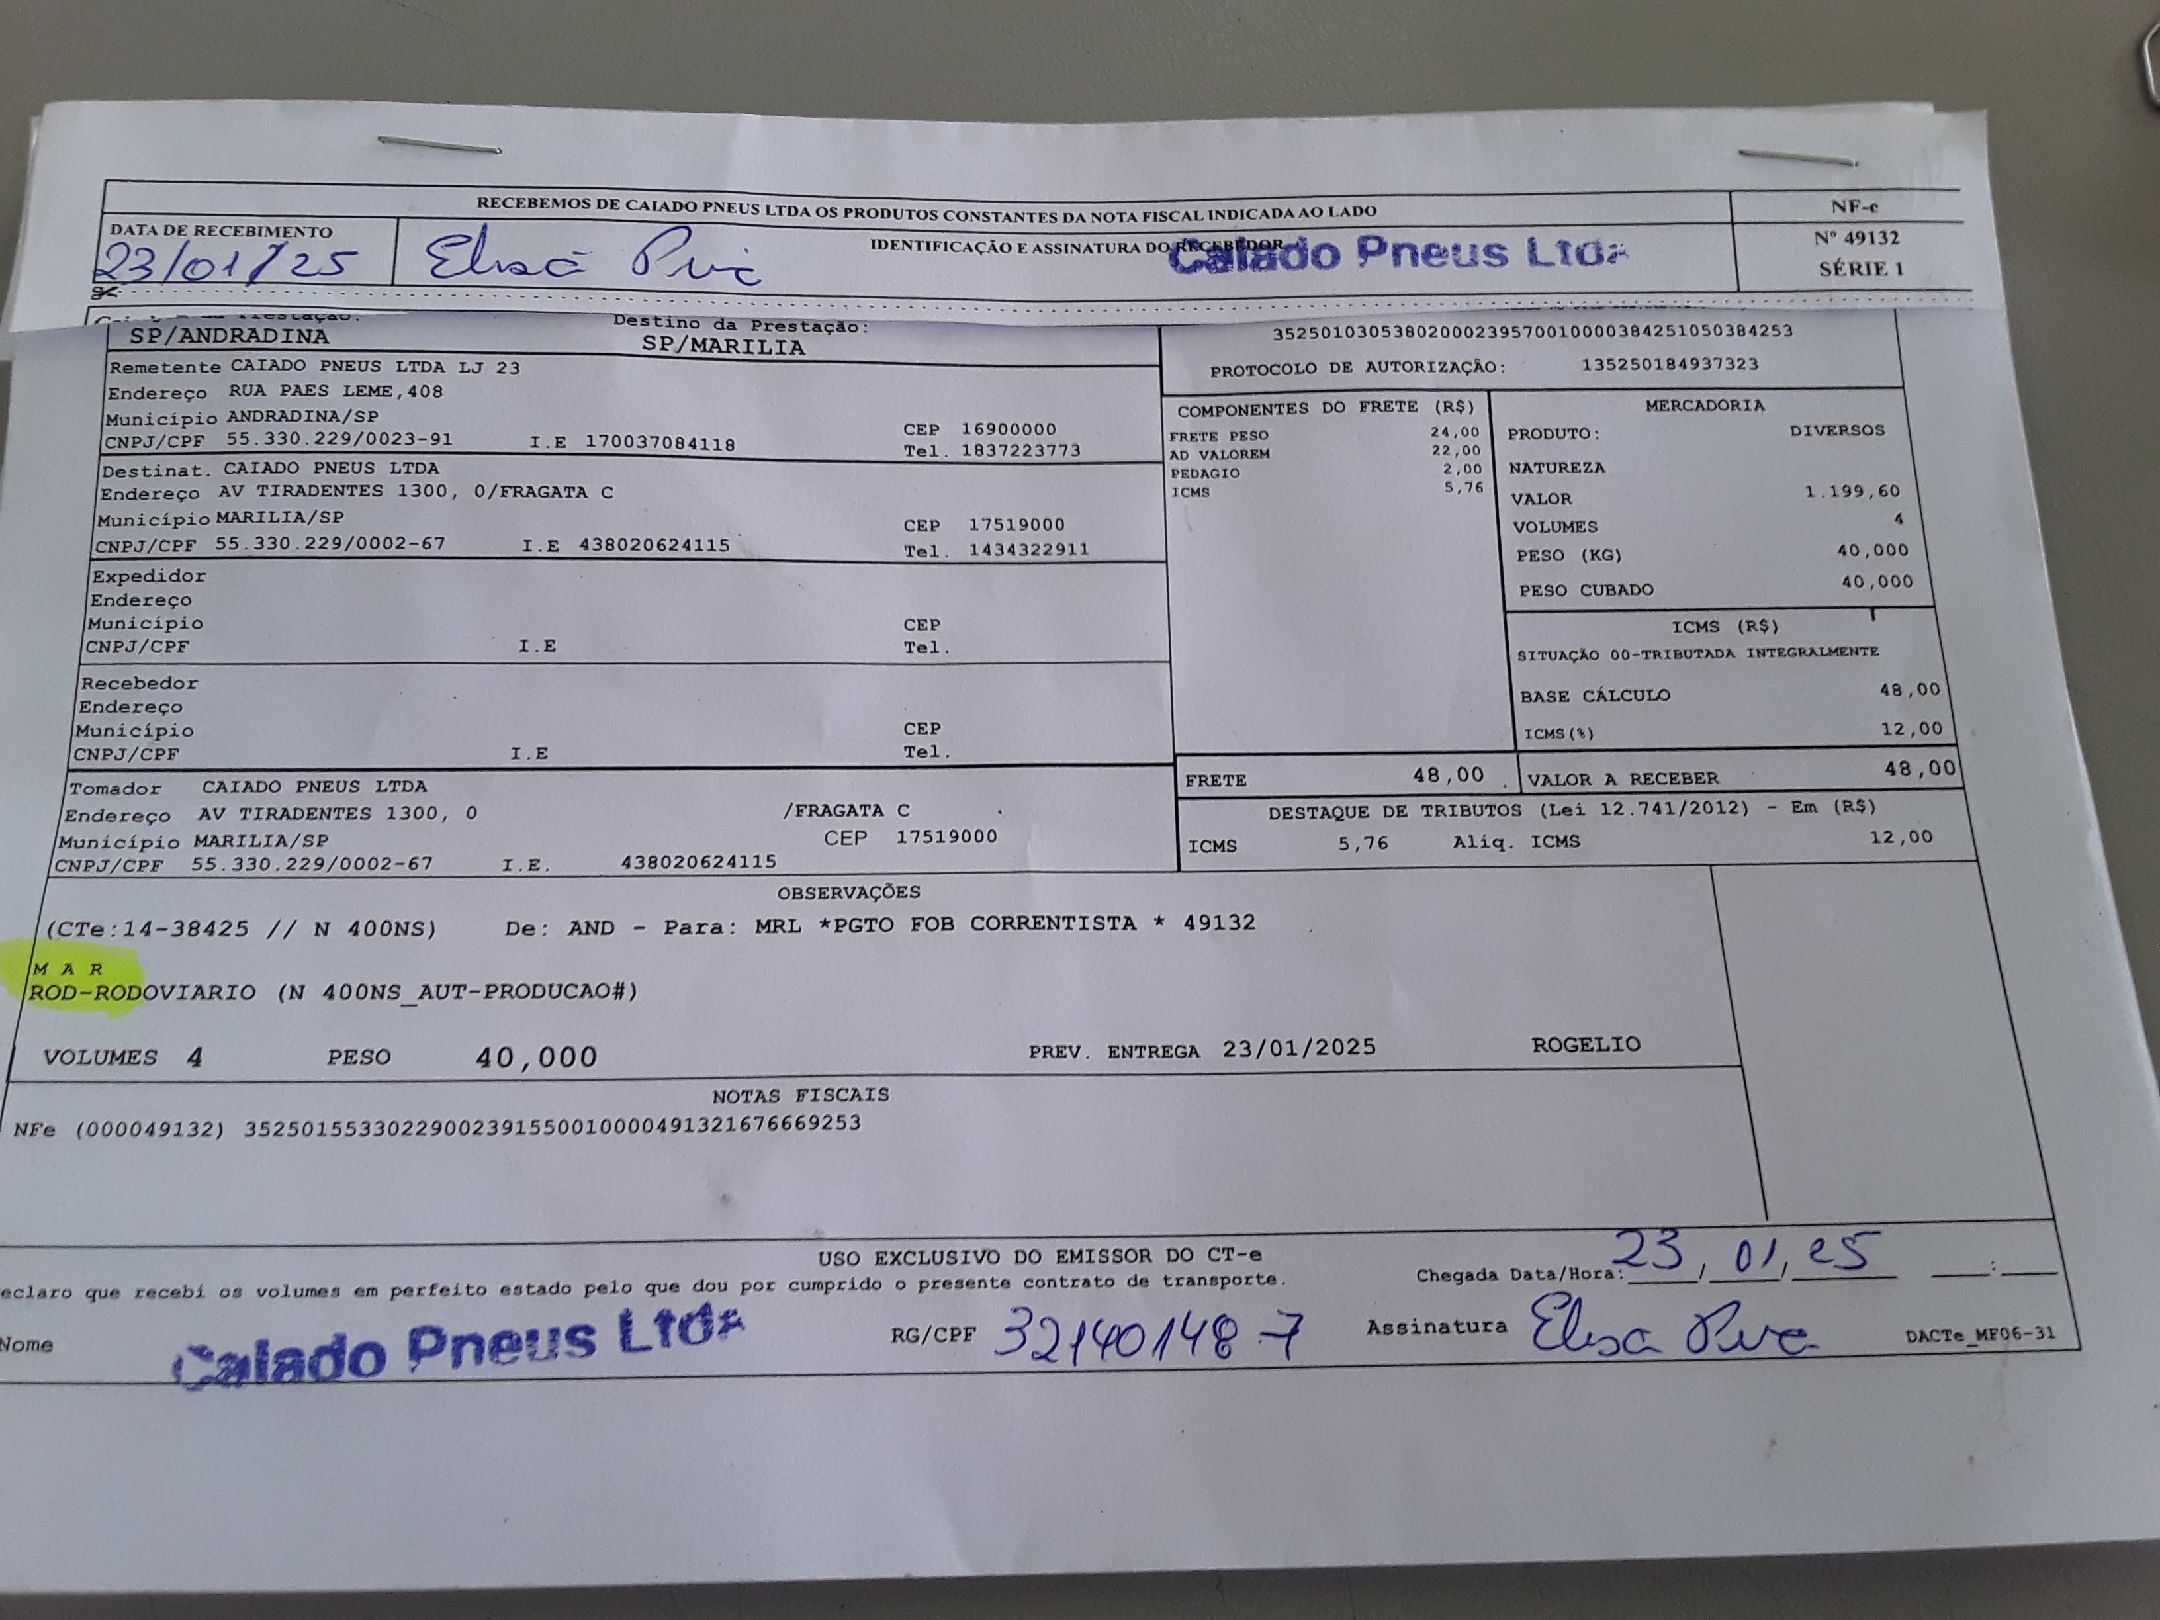 RECEBEMOS DE CAIADO PNEUS LTDA OS PRODUTOS CONSTANTES DA NOTA FISCAL INDICADA AO LADO
NF-e
Nº 49132
SÉRIE 1
DATA DE RECEBIMENTO
23/01/25
IDENTIFICAÇÃO E ASSINATURA DO RECEBEDOR
Elisa
Caiado Pneus Ltda
Destino da Prestação:
SP/ANDRADINA SP/MARILIA
Remetente CAIADO PNEUS LTDA LJ 23
Endereço RUA PAES LEME,408
Município ANDRADINA/SP CEP 16900000
CNPJ/CPF 55.330.229/0023-91 I.E 170037084118 Tel. 1837223773
Destinat. CAIADO PNEUS LTDA
Endereço AV TIRADENTES 1300, 0/FRAGATA C
Município MARILIA/SP CEP 17519000
CNPJ/CPF 55.330.229/0002-67 I.E 438020624115 Tel. 1434322911
Expedidor
Endereço
Município CEP
CNPJ/CPF I.E Tel.
Recebedor
Endereço
Município CEP
CNPJ/CPF I.E Tel.
Tomador CAIADO PNEUS LTDA
Endereço AV TIRADENTES 1300, 0 /FRAGATA C
Município MARILIA/SP CEP 17519000
CNPJ/CPF 55.330.229/0002-67 I.E. 438020624115
35250103053802000239570010000384251050384253
PROTOCOLO DE AUTORIZAÇÃO: 135250184937323
COMPONENTES DO FRETE (R$)
FRETE PESO 24,00
AD VALOREM 22,00
PEDAGIO 2,00
ICMS 5,76
MERCADORIA
PRODUTO: DIVERSOS
NATUREZA
VALOR 1.199,60
VOLUMES 4
PESO (KG) 40,000
PESO CUBADO 40,000
ICMS (R$)
SITUAÇÃO 00-TRIBUTADA INTEGRALMENTE
BASE CÁLCULO 48,00
ICMS(%) 12,00
FRETE 48,00 VALOR A RECEBER 48,00
DESTAQUE DE TRIBUTOS (Lei 12.741/2012) - Em (R$)
ICMS 5,76 Alíq. ICMS 12,00
OBSERVAÇÕES
(CTe:14-38425 // N 400NS) De: AND - Para: MRL *PGTO FOB CORRENTISTA * 49132
M A R
ROD-RODOVIARIO (N 400NS_AUT-PRODUCAO#)
VOLUMES 4 PESO 40,000 PREV. ENTREGA 23/01/2025 ROGELIO
NOTAS FISCAIS
NFe (000049132) 35250155330229002391550010000491321676669253
USO EXCLUSIVO DO EMISSOR DO CT-e
eclaro que recebi os volumes em perfeito estado pelo que dou por cumprido o presente contrato de transporte.
Chegada Data/Hora: 23/01/25 :
Nome Caiado Pneus Ltda RG/CPF 32140148-7 Assinatura Elisa DACTe_MF06-31